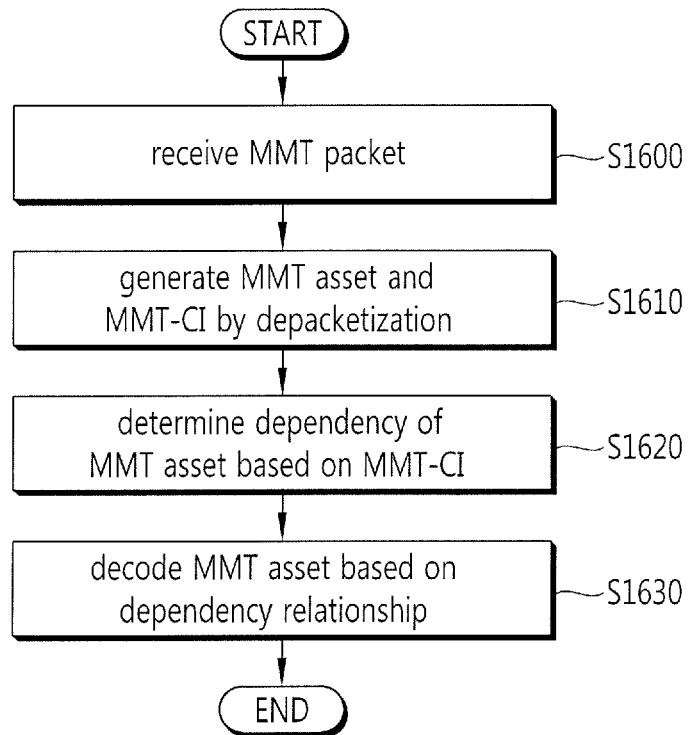 START
receive MMT packet
S1600
generate MMT asset and
MMT-CI by depacketization
S1610
determine dependency of
MMT asset based on MMT-CI
S1620
decode MMT asset based on
dependency relationship
S1630
END